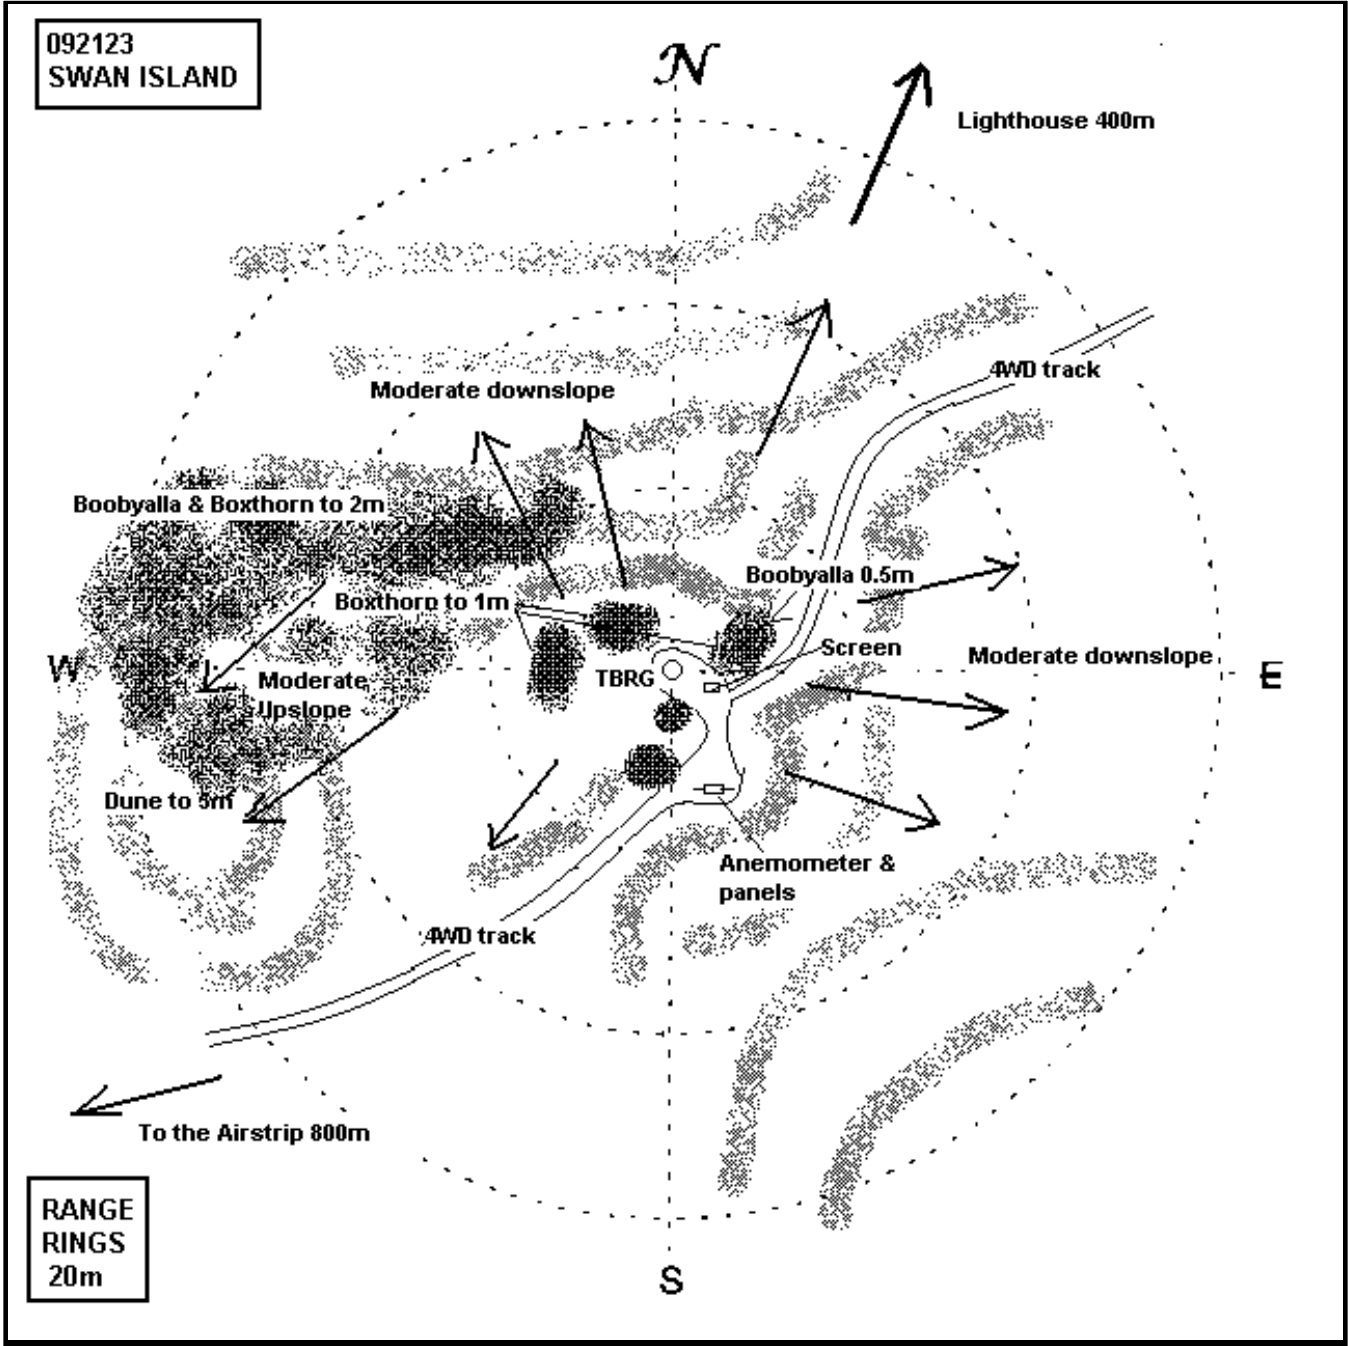 092123
SWAN ISLAND
N
Lighthouse 400m
4WD track
Moderate downslope
Boobyalla & Boxthorn to 2m
Boobyalla 0.5m
Boxthorn to 1m
Screen
W
TBRG
Moderate downslope
E
Moderate
Upslope
Dune to 5m
Anemometer &
panels
4WD track
To the Airstrip 800m
RANGE
RINGS
20m
S